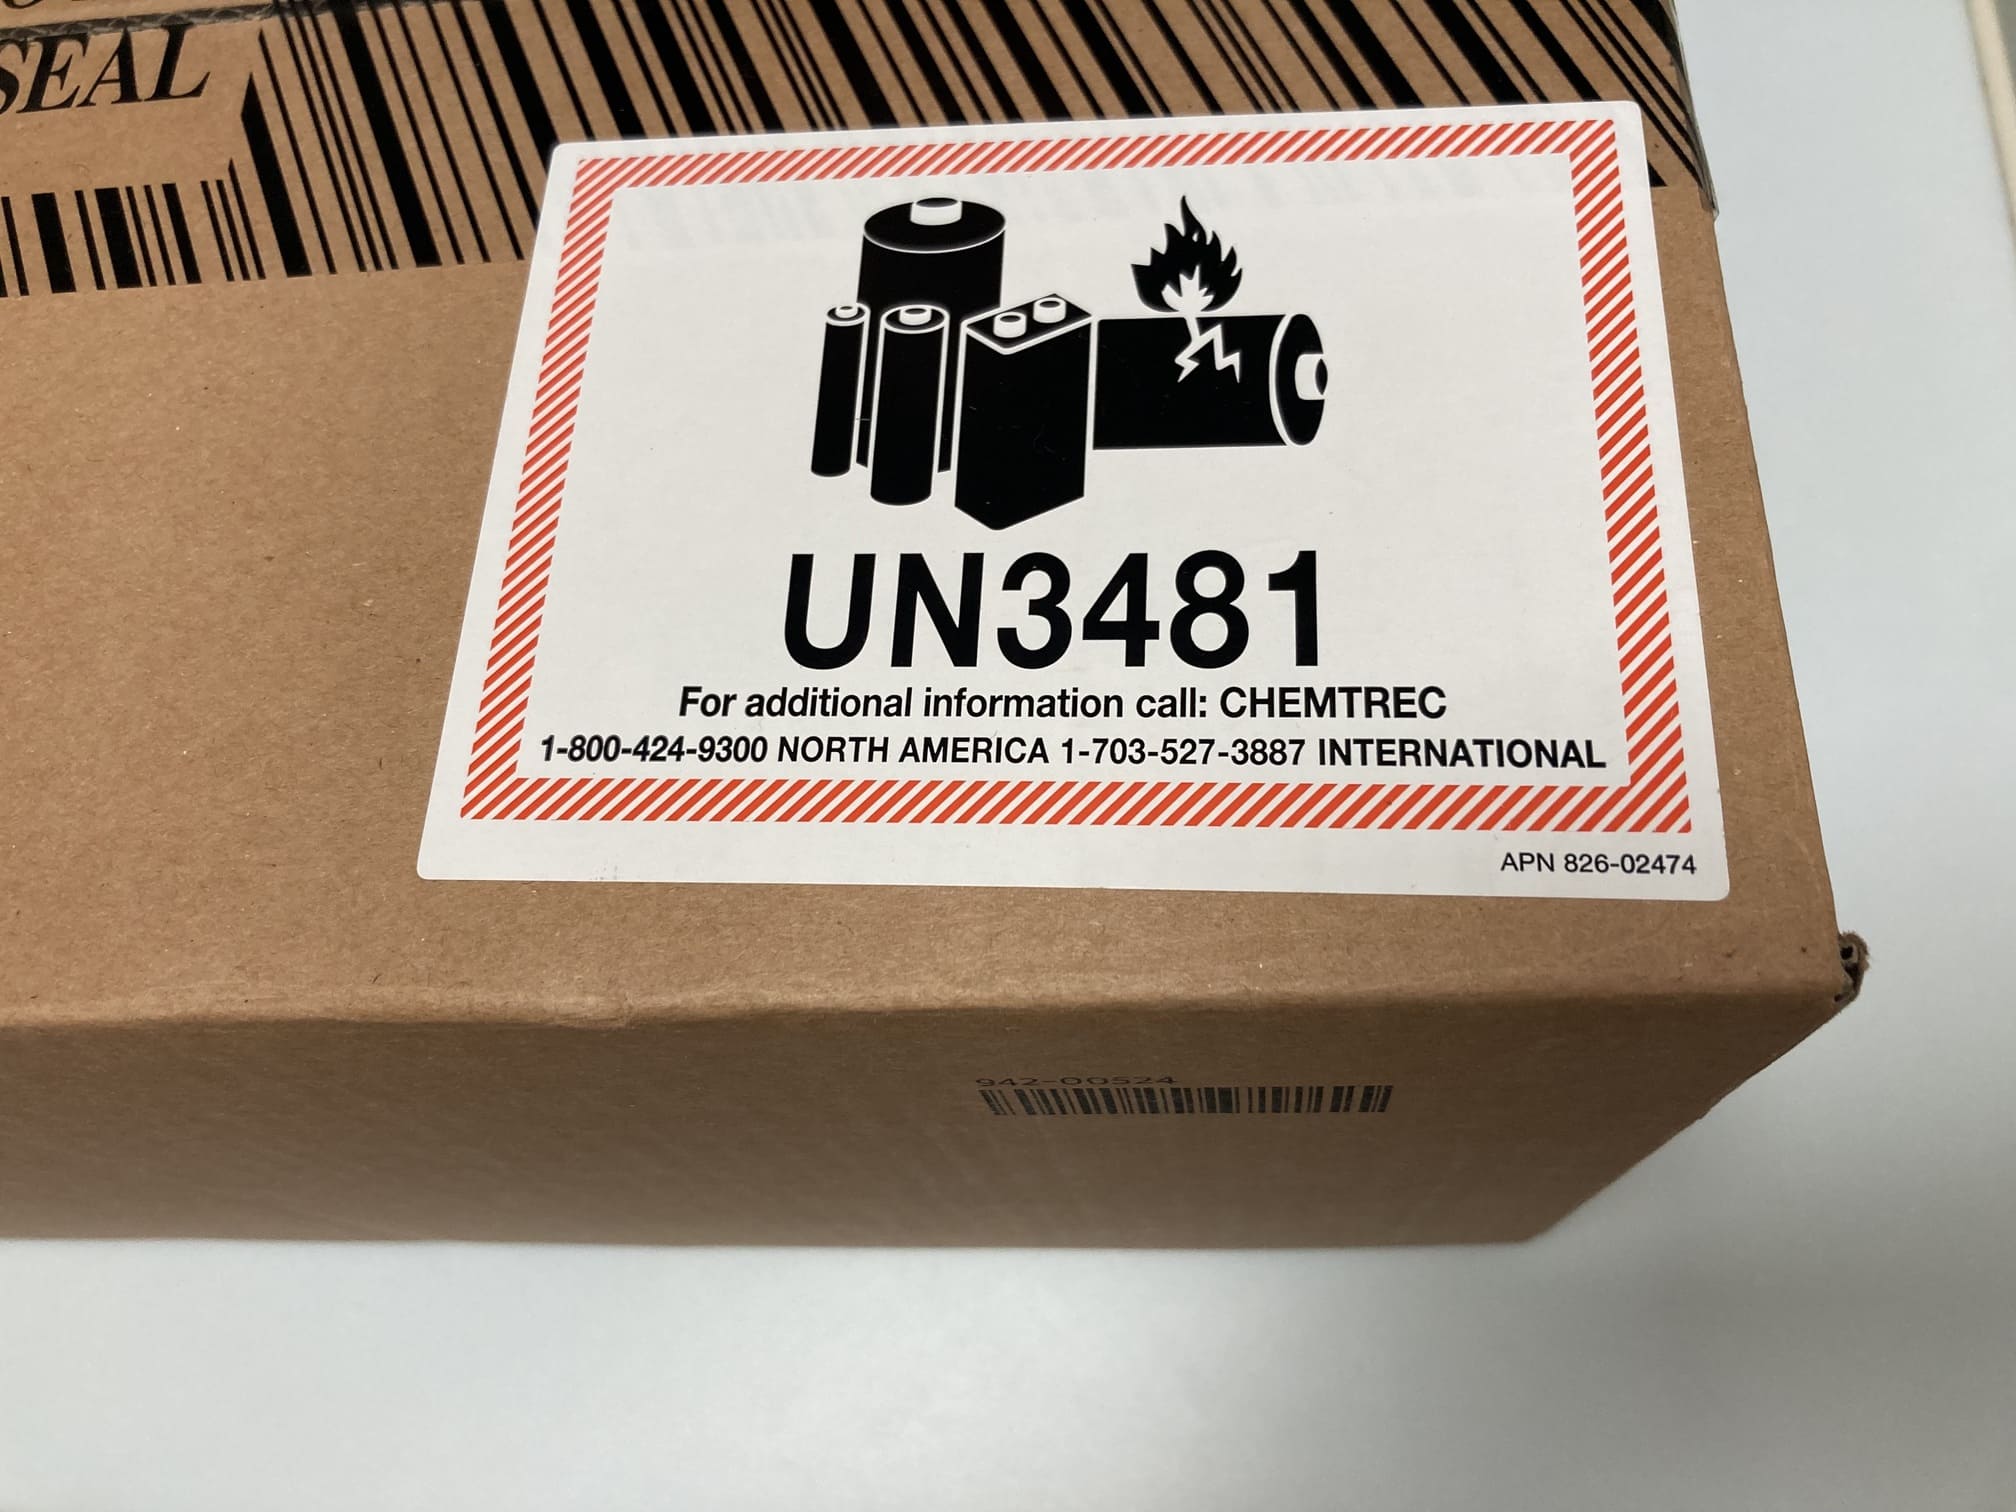 SEAL
UN3481
For additional information call: CHEMTREC
1-800-424-9300 NORTH AMERICA 1-703-527-3887 INTERNATIONAL
APN 826-02474
942-00524